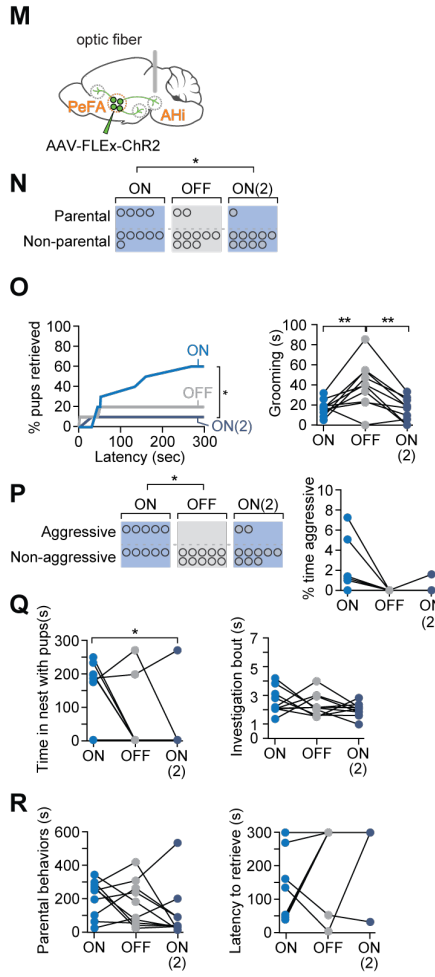 M
optic fiber
PeFA
AHi
AAV-FLEx-ChR2
N
*
ON OFF ON(2)
Parental
Non-parental
O
% pups retrieved
100
80
60
40
20
0
0 100 200 300
Latency (sec)
ON
OFF
ON(2)
*
Grooming (s)
100
80
60
40
20
0
** **
ON OFF ON
(2)
P
*
ON OFF ON(2)
Aggressive
Non-aggressive
% time aggressive
10
8
6
4
2
0
ON OFF ON
(2)
Q
Time in nest with pups(s)
300
200
100
0
*
ON OFF ON
(2)
Investigation bout (s)
7
5
3
2
1
0
ON OFF ON
(2)
R
Parental behaviors (s)
600
400
200
0
ON OFF ON
(2)
Latency to retrieve (s)
300
200
100
0
ON OFF ON
(2)